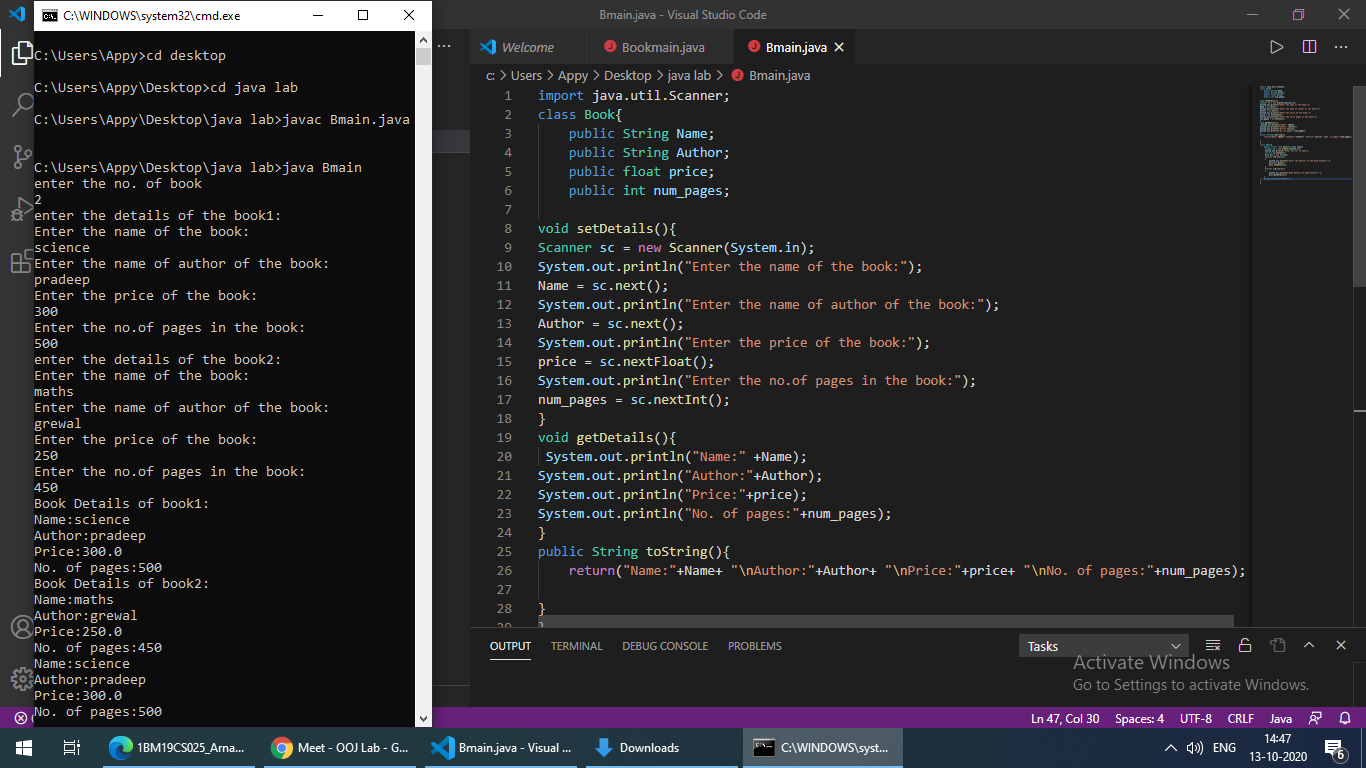 C:\WINDOWS\system32\cmd.exe
C:\Users\Appy>cd desktop
C:\Users\Appy\Desktop>cd java lab
C:\Users\Appy\Desktop\java lab>javac Bmain.java
C:\Users\Appy\Desktop\java lab>java Bmain
enter the no. of book
2
enter the details of the book1:
Enter the name of the book:
science
Enter the name of author of the book:
pradeep
Enter the price of the book:
300
Enter the no.of pages in the book:
500
enter the details of the book2:
Enter the name of the book:
maths
Enter the name of author of the book:
grewal
Enter the price of the book:
250
Enter the no.of pages in the book:
450
Book Details of book1:
Name:science
Author:pradeep
Price:300.0
No. of pages:500
Book Details of book2:
Name:maths
Author:grewal
Price:250.0
No. of pages:450
Name:science
Author:pradeep
Price:300.0
No. of pages:500
Bmain.java - Visual Studio Code
Welcome Bookmain.java Bmain.java
C: > Users > Appy > Desktop > java lab > Bmain.java
1 import java.util.Scanner;
2 class Book{
3 public String Name;
4 public String Author;
5 public float price;
6 public int num_pages;
7
8 void setDetails(){
9 Scanner sc = new Scanner(System.in);
10 System.out.println("Enter the name of the book:");
11 Name = sc.next();
12 System.out.println("Enter the name of author of the book:");
13 Author = sc.next();
14 System.out.println("Enter the price of the book:");
15 price = sc.nextFloat();
16 System.out.println("Enter the no.of pages in the book:");
17 num_pages = sc.nextInt();
18 }
19 void getDetails(){
20 System.out.println("Name:" +Name);
21 System.out.println("Author:"+Author);
22 System.out.println("Price:"+price);
23 System.out.println("No. of pages:"+num_pages);
24 }
25 public String toString(){
26 return("Name:"+Name+ "\nAuthor:"+Author+ "\nPrice:"+price+ "\nNo. of pages:"+num_pages);
27
28 }
29 }
OUTPUT TERMINAL DEBUG CONSOLE PROBLEMS Tasks
Activate Windows
Go to Settings to activate Windows.
Ln 47, Col 30 Spaces: 4 UTF-8 CRLF Java
1BM19CS025_Arna... Meet - OOJ Lab - G... Bmain.java - Visual ... Downloads C:\WINDOWS\syst... ENG 14:47
13-10-2020 6